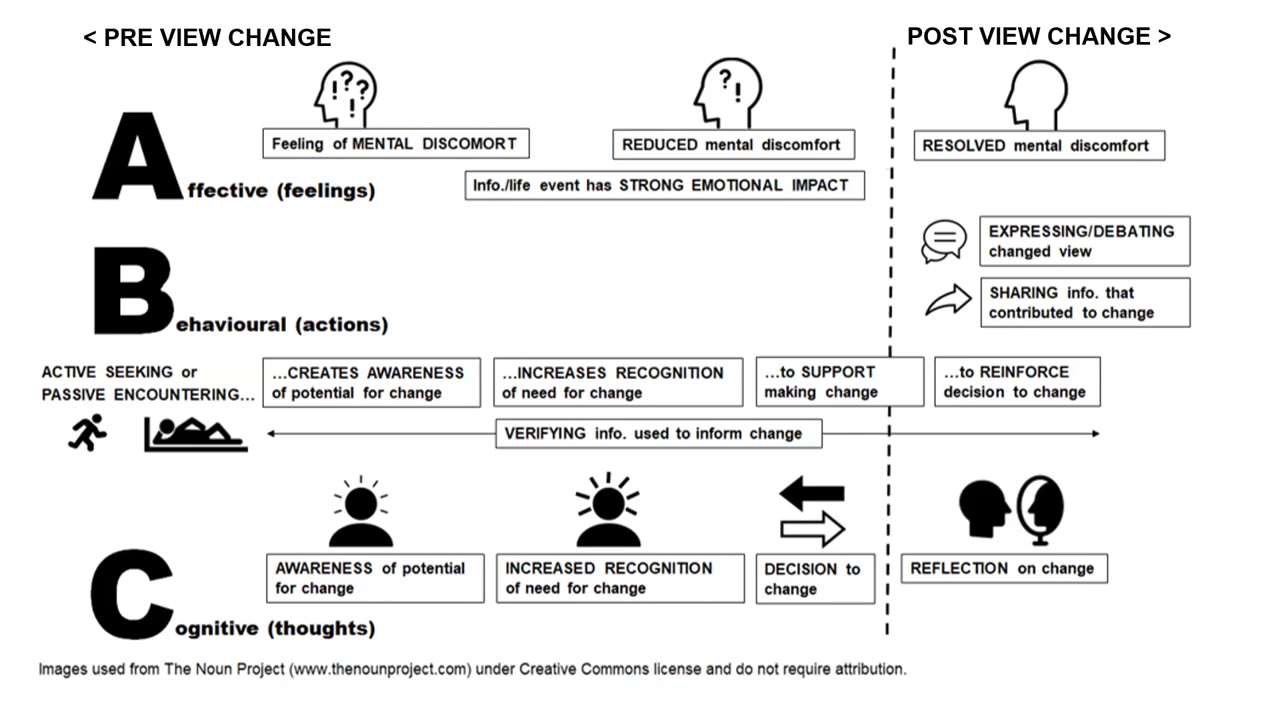 < PRE VIEW CHANGE
POST VIEW CHANGE >
!??
!
?
!
Feeling of MENTAL DISCOMORT
REDUCED mental discomfort
RESOLVED mental discomfort
Info./life event has STRONG EMOTIONAL IMPACT
Affective (feelings)
EXPRESSING/DEBATING
changed view
SHARING info. that
contributed to change
Behavioural (actions)
ACTIVE SEEKING or
PASSIVE ENCOUNTERING...
...CREATES AWARENESS
of potential for change
...INCREASES RECOGNITION
of need for change
...to SUPPORT
making change
...to REINFORCE
decision to change
VERIFYING info. used to inform change
AWARENESS of potential
for change
INCREASED RECOGNITION
of need for change
DECISION to
change
REFLECTION on change
Cognitive (thoughts)
Images used from The Noun Project (www.thenounproject.com) under Creative Commons license and do not require attribution.